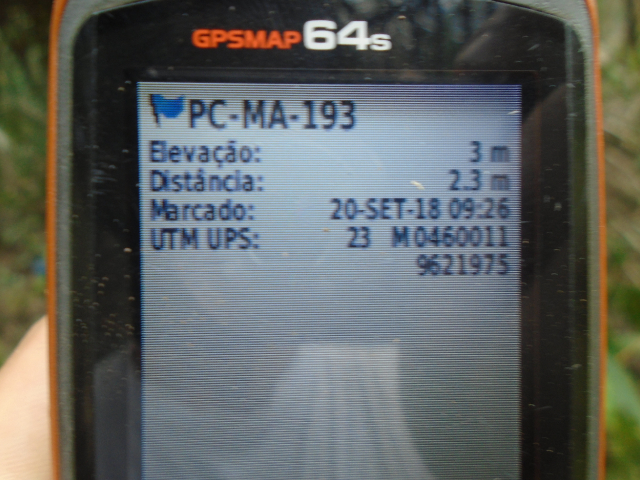 GPSMAP 64s
PC-MA-193
Elevação: 3 m
Distância: 2.3 m
Marcado: 20-SET-18 09:26
UTM UPS: 23 M 0460011
9621975